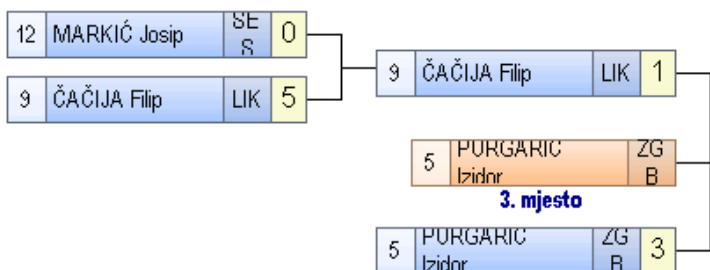 12 MARKIĆ Josip SE S 0
9 ČAČIJA Filip LIK 5
9 ČAČIJA Filip LIK 1
5 PURGARIĆ Izidor ZG B
3. mjesto
5 PURGARIĆ Izidor ZG B 3